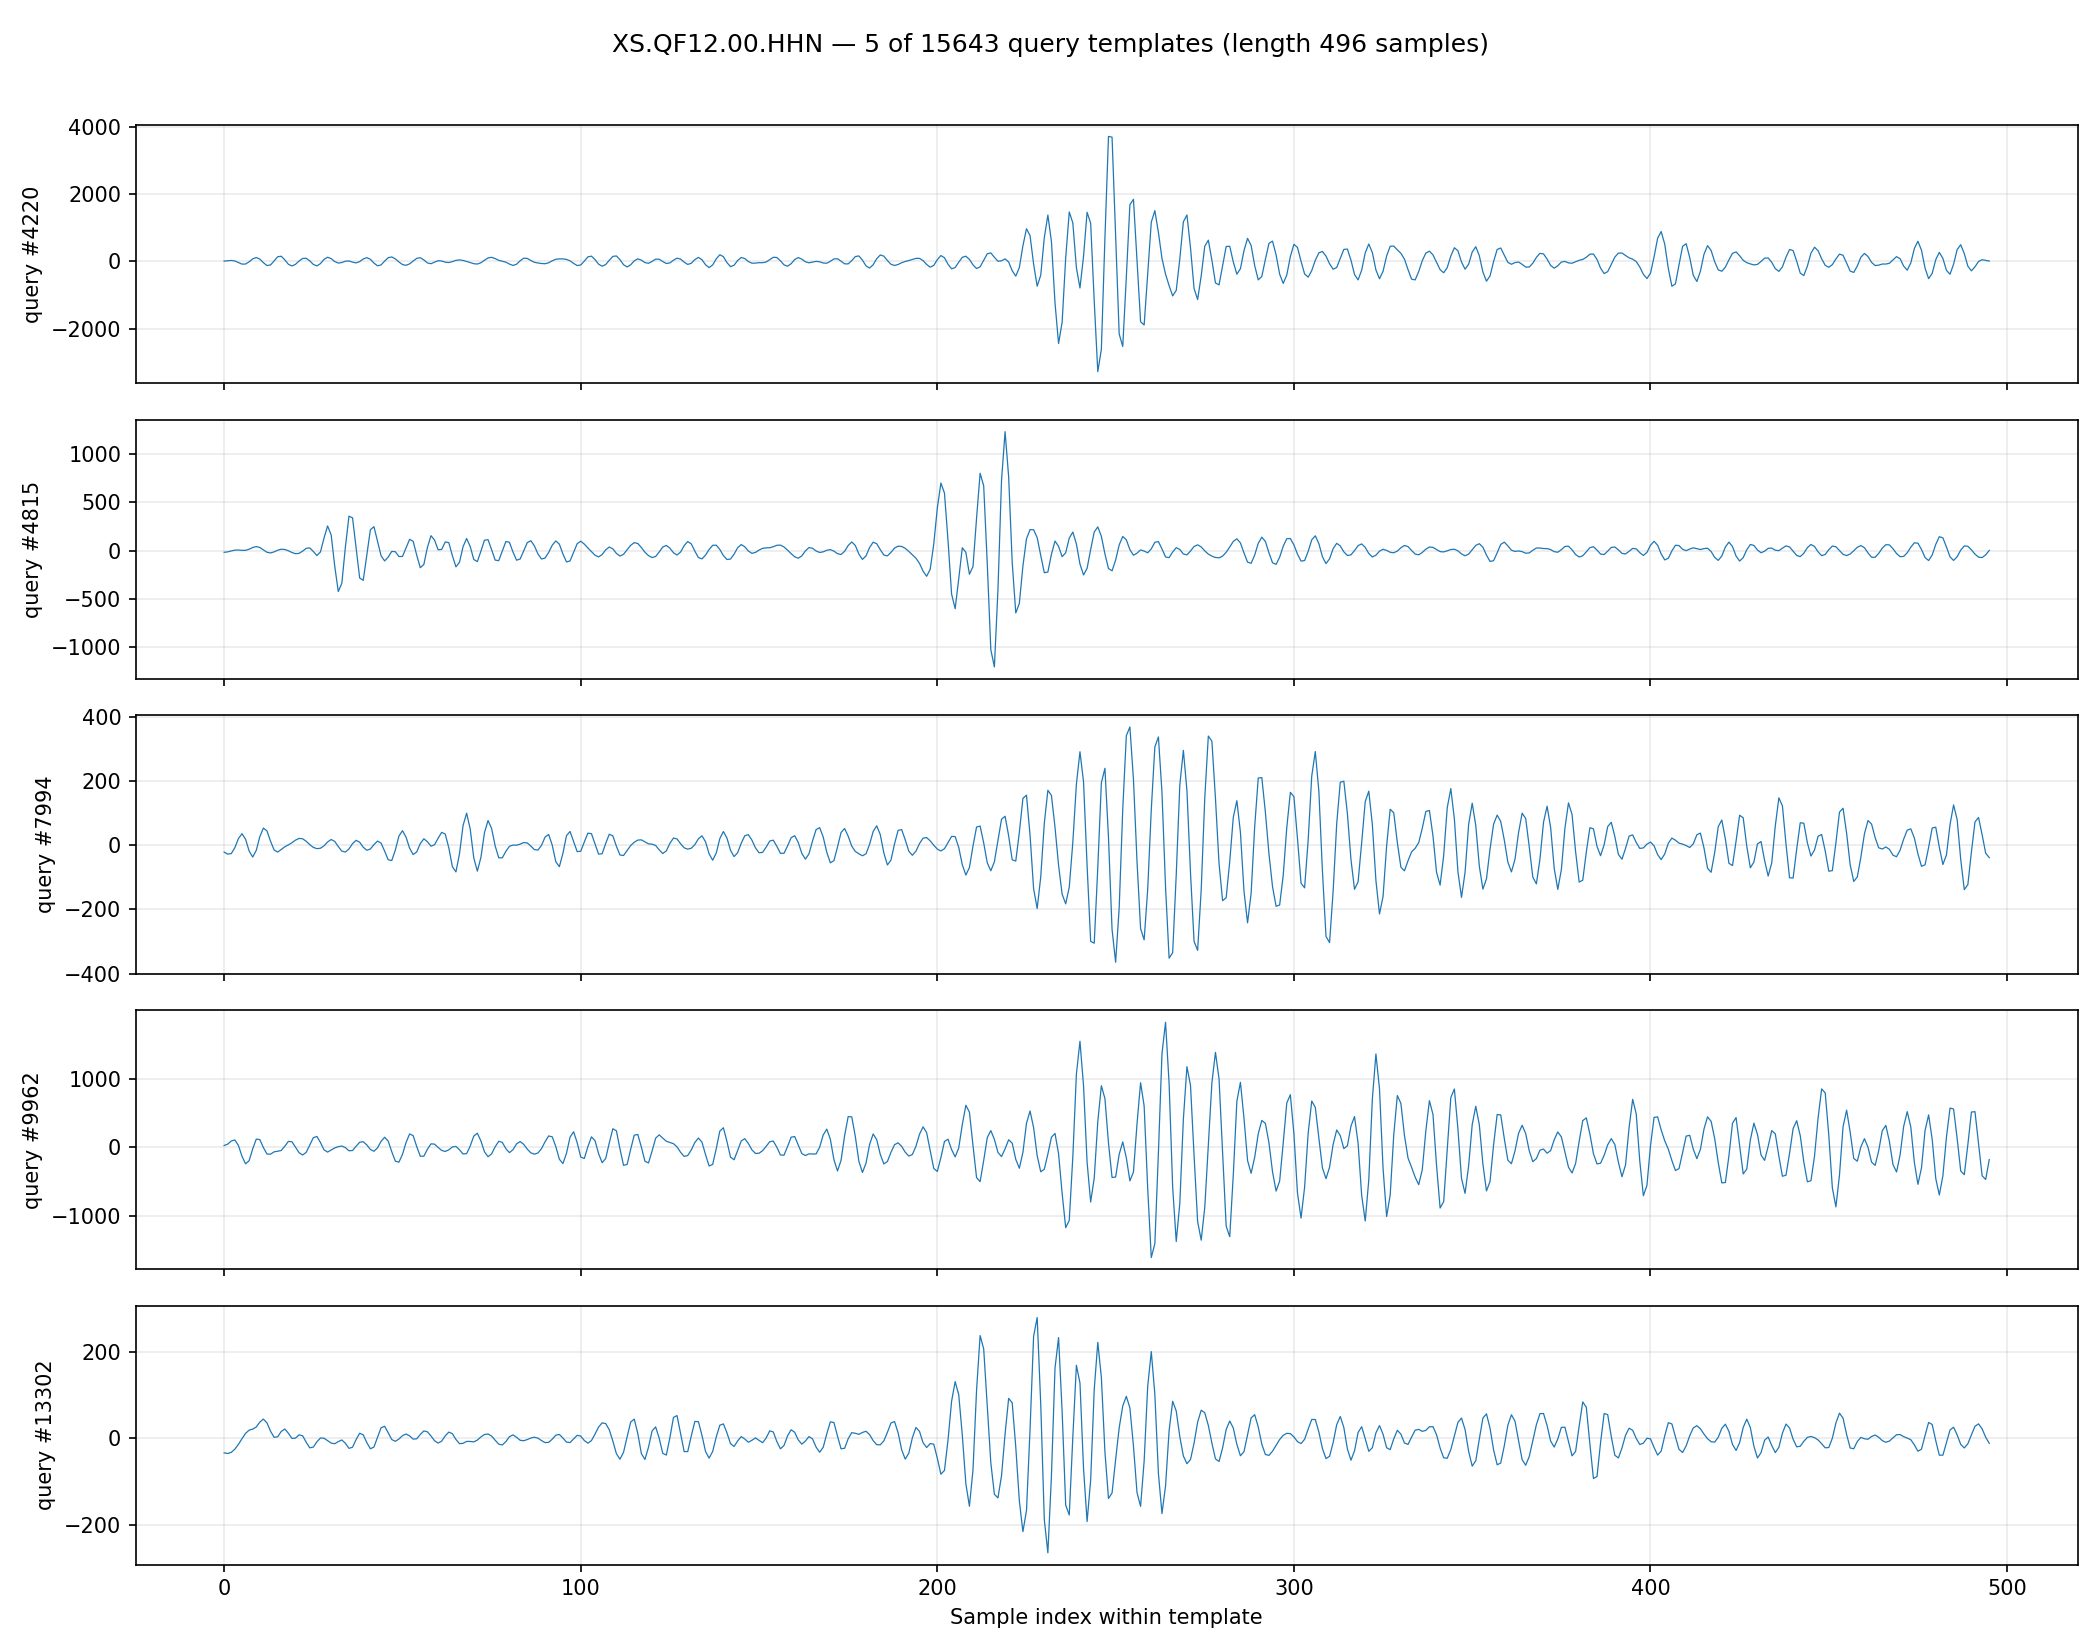 XS.QF12.00.HHN — 5 of 15643 query templates (length 496 samples)
4000
2000
0
−2000
query #4220
1000
500
0
−500
−1000
query #4815
400
200
0
−200
−400
query #7994
1000
0
−1000
query #9962
200
0
−200
query #13302
0 100 200 300 400 500
Sample index within template